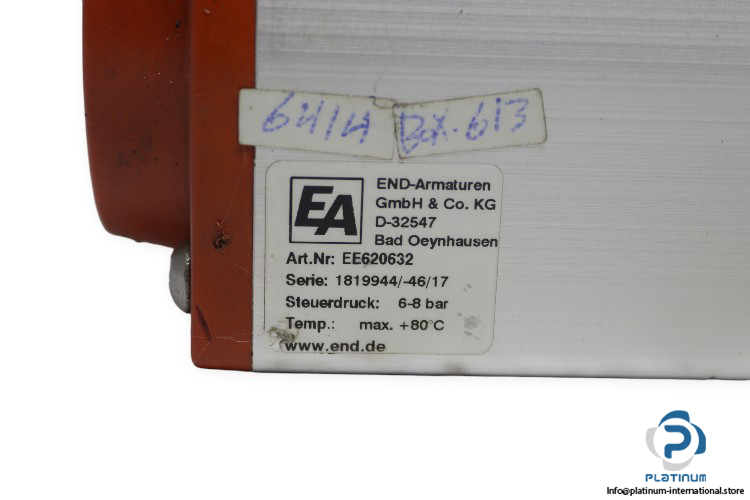 6414 Box.613
EA
END-Armaturen
GmbH & Co. KG
D-32547
Bad Oeynhausen
Art.Nr: EE620632
Serie: 1819944/-46/17
Steuerdruck: 6-8 bar
Temp.: max. +80°C
www.end.de
PLATINUM
Info@platinum-international.store